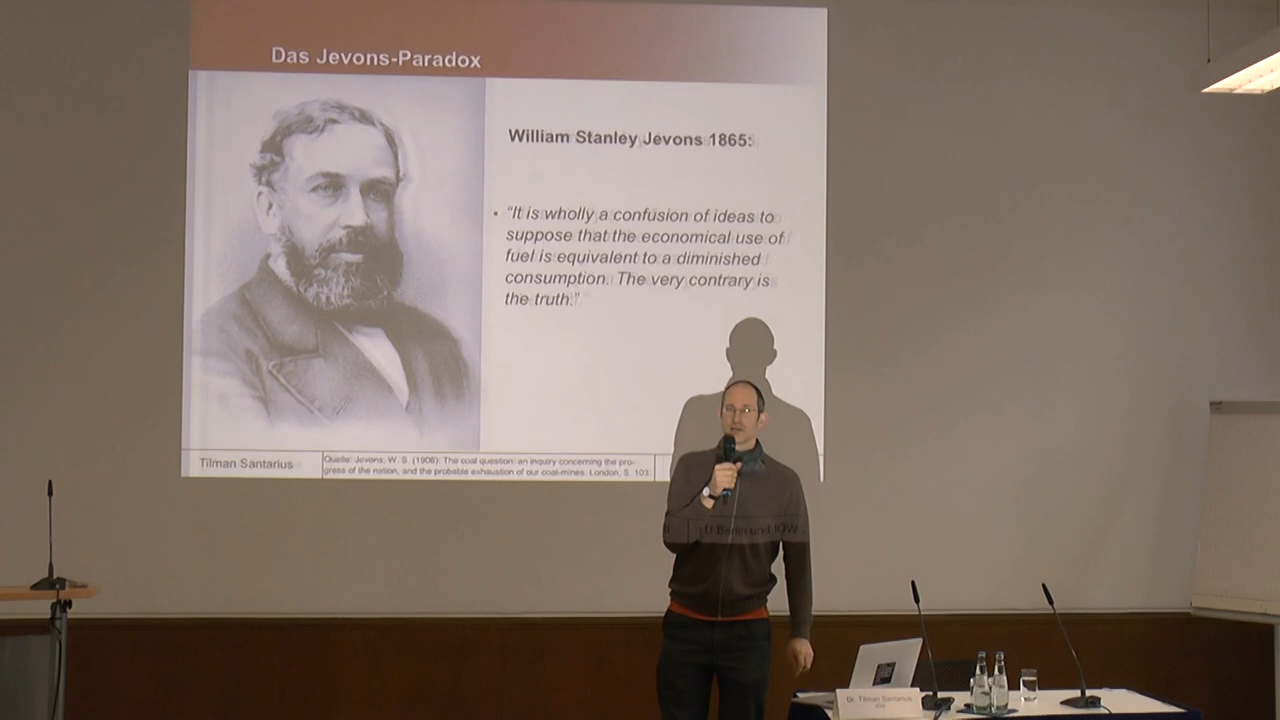 Das Jevons-Paradox
William Stanley Jevons 1865:
• “It is wholly a confusion of ideas to
suppose that the economical use of
fuel is equivalent to a diminished
consumption. The very contrary is
the truth.”
Tilman Santarius
Quelle: Jevons, W. S. (1906): The coal question: an inquiry concerning the pro-
gress of the nation, and the probable exhaustion of our coal-mines. London, S. 103.
U Berlin und IÖW
Dr. Tilman Santarius